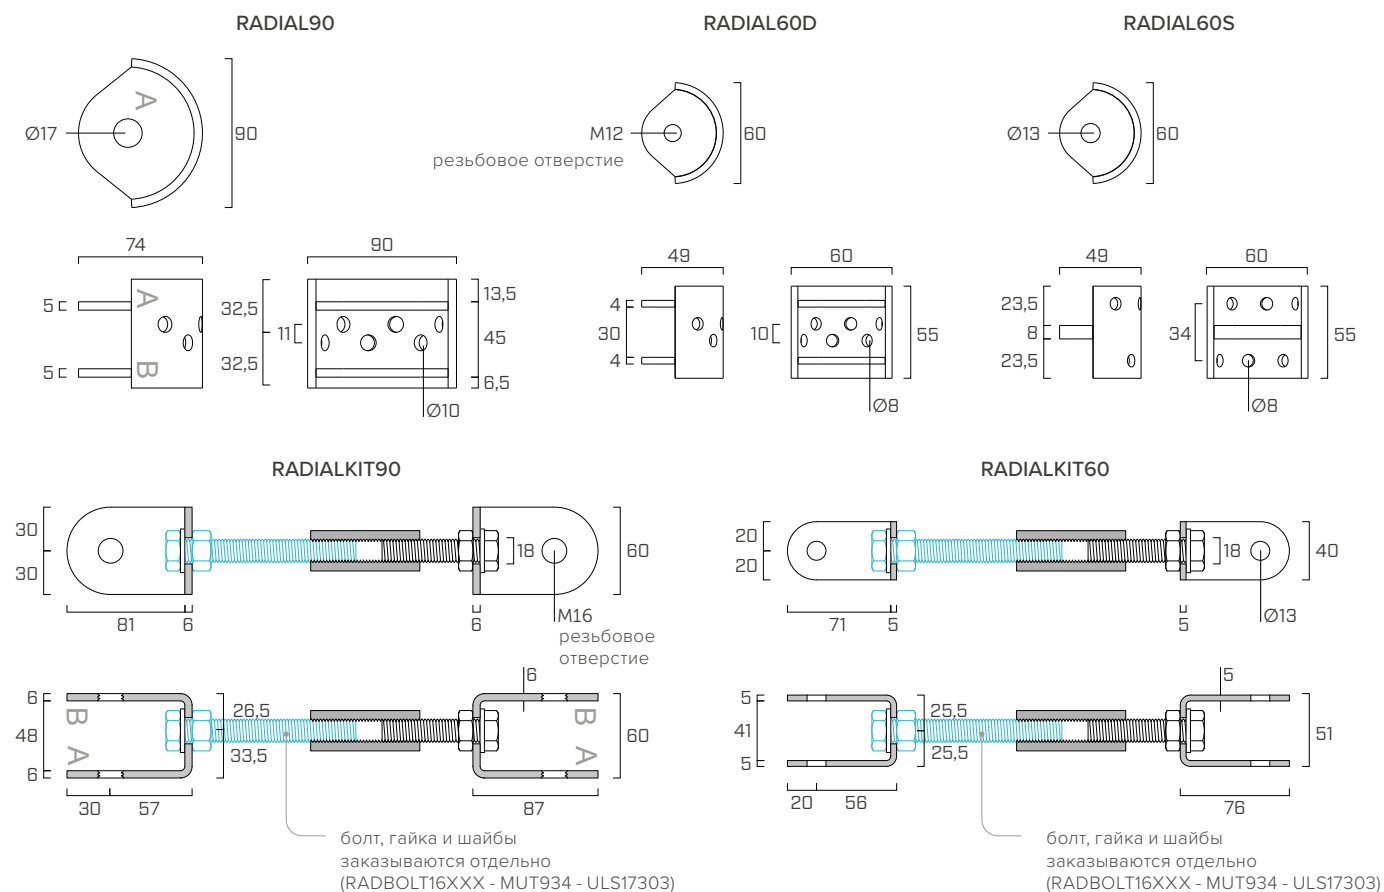 RADIAL90
RADIAL60D
RADIAL60S
A
Ø17
90
M12
резьбовое отверстие
60
Ø13
60
74
90
5
A
5
B
32,5
32,5
11
13,5
45
6,5
Ø10
49
60
4
30
4
10
55
Ø8
49
60
23,5
8
23,5
34
55
Ø8
RADIALKIT90
RADIALKIT60
30
30
81
6
18
60
6
M16
резьбовое
отверстие
20
20
71
5
18
40
5
Ø13
6
48
6
B
A
26,5
33,5
30
57
6
B
A
60
87
5
41
5
25,5
25,5
20
56
5
51
76
болт, гайка и шайбы
заказываются отдельно
(RADBOLT16XXX - MUT934 - ULS17303)
болт, гайка и шайбы
заказываются отдельно
(RADBOLT16XXX - MUT934 - ULS17303)